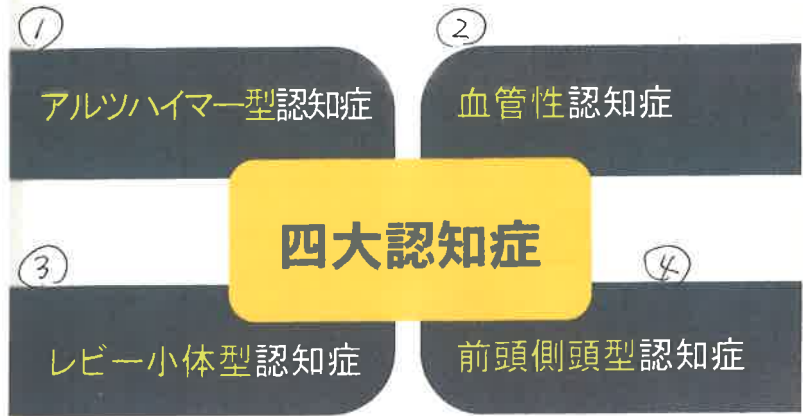 ①
②
アルツハイマー型認知症
血管性認知症
四大認知症
③
④
レビー小体型認知症
前頭側頭型認知症